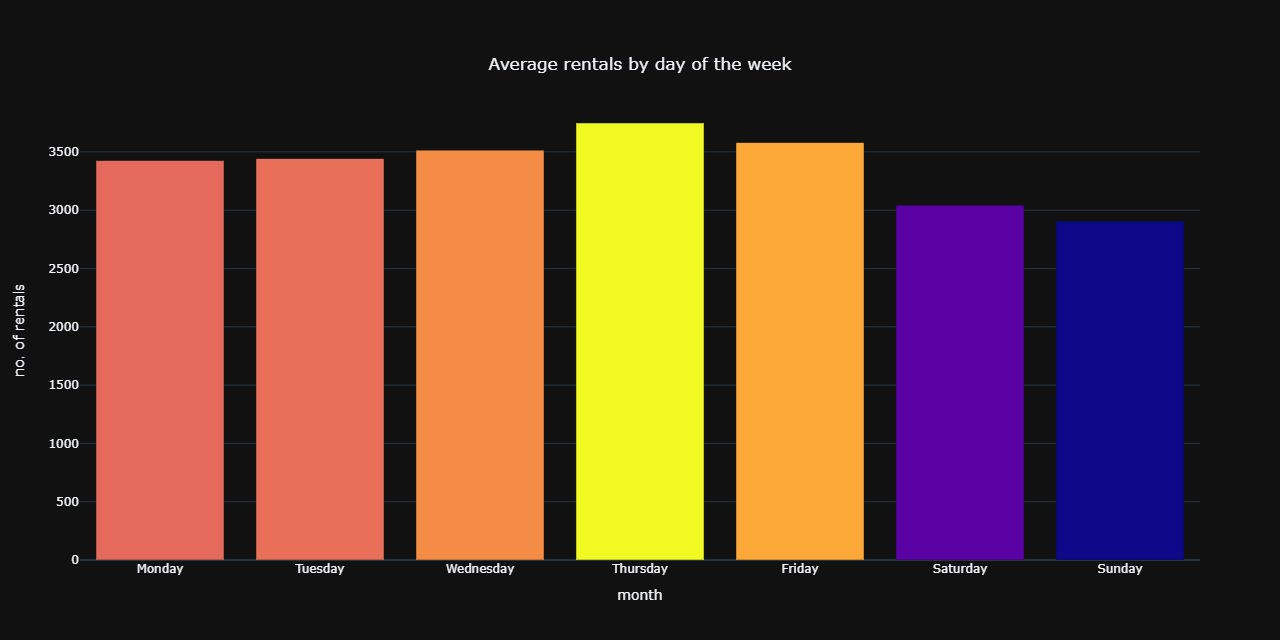 Average rentals by day of the week
no. of rentals
3500
3000
2500
2000
1500
1000
500
0
Monday Tuesday Wednesday Thursday Friday Saturday Sunday
month